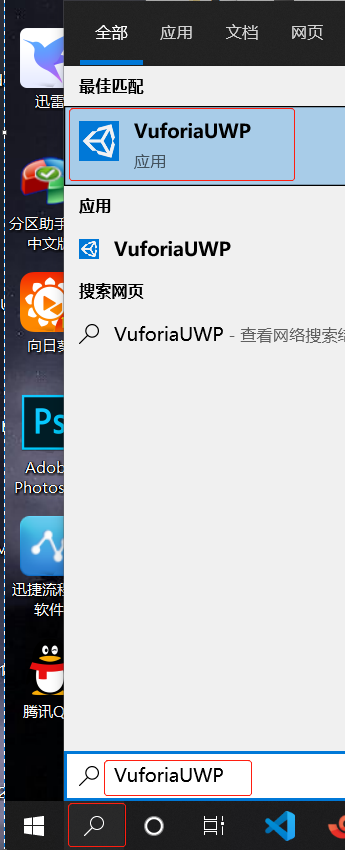 全部 应用 文档 网页
最佳匹配
VuforiaUWP
应用
应用
VuforiaUWP
搜索网页
VuforiaUWP - 查看网络搜索结
迅雷
分区助手
中文版
向日葵
Ps
Adob
Photos
迅捷流程
软件
腾讯Q
VuforiaUWP